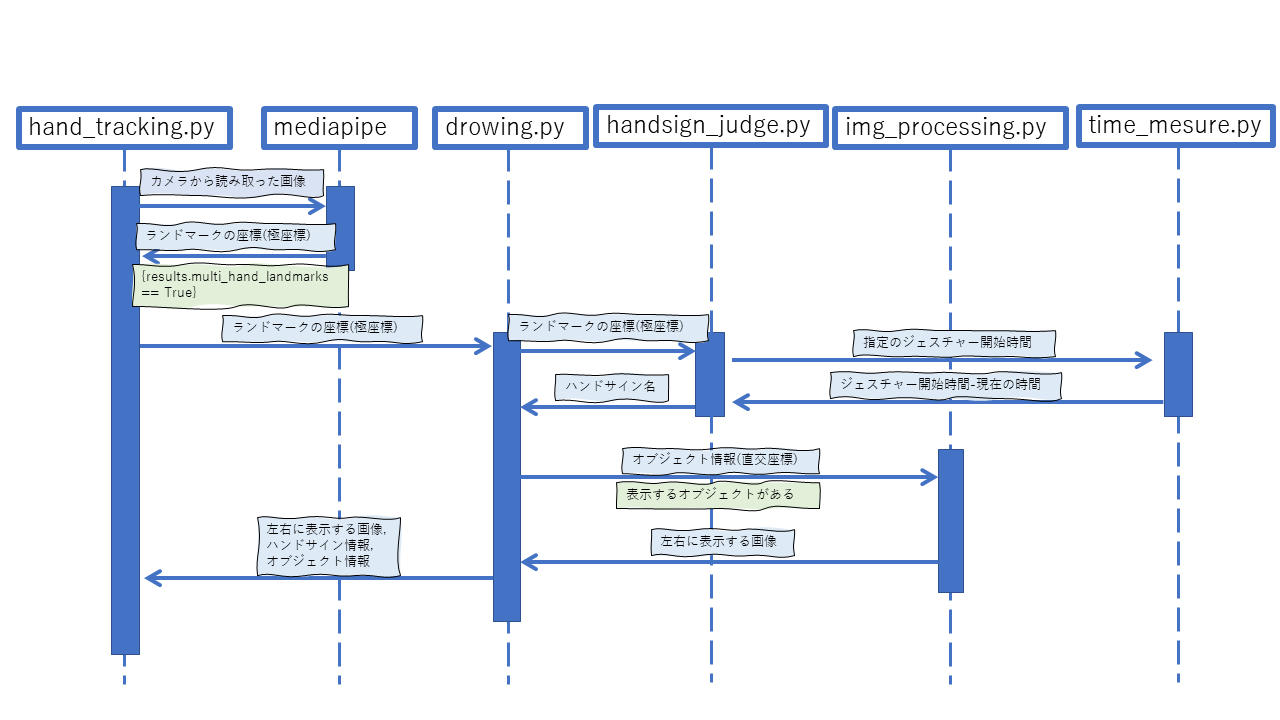 hand_tracking.py
mediapipe
drowing.py
handsign_judge.py
img_processing.py
time_mesure.py
カメラから読み取った画像
ランドマークの座標(極座標)
{results.multi_hand_landmarks
== True}
ランドマークの座標(極座標)
ランドマークの座標(極座標)
指定のジェスチャー開始時間
ハンドサイン名
ジェスチャー開始時間-現在の時間
オブジェクト情報(直交座標)
表示するオブジェクトがある
左右に表示する画像
左右に表示する画像,
ハンドサイン情報,
オブジェクト情報